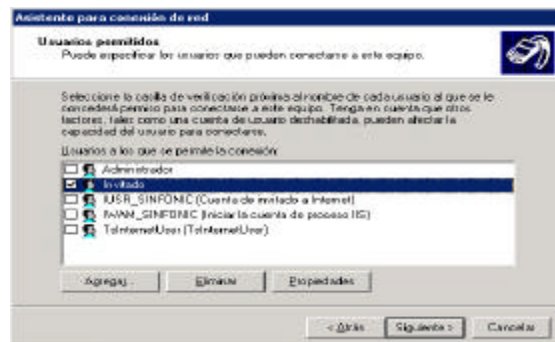 Asistente para conexión de red
Usuarios permitidos
Puede especificar los usuarios que pueden conectarse a este equipo.
Seleccione la casilla de verificación próxima al nombre de cada usuario al que se le
concederá permiso para conectarse a este equipo. Tenga en cuenta que otros
factores, tales como una cuenta de usuario deshabilitada, pueden afectar la
capacidad del usuario para conectarse.
Usuarios a los que se permite la conexión:
Administrador
Invitado
IUSR_SINFONIC (Cuenta de invitado a Internet)
IWAM_SINFONIC (Iniciar la cuenta de proceso IIS)
TsInternetUser (TsInternetUser)
Agregar...
Eliminar
Propiedades
< Atrás
Siguiente >
Cancelar